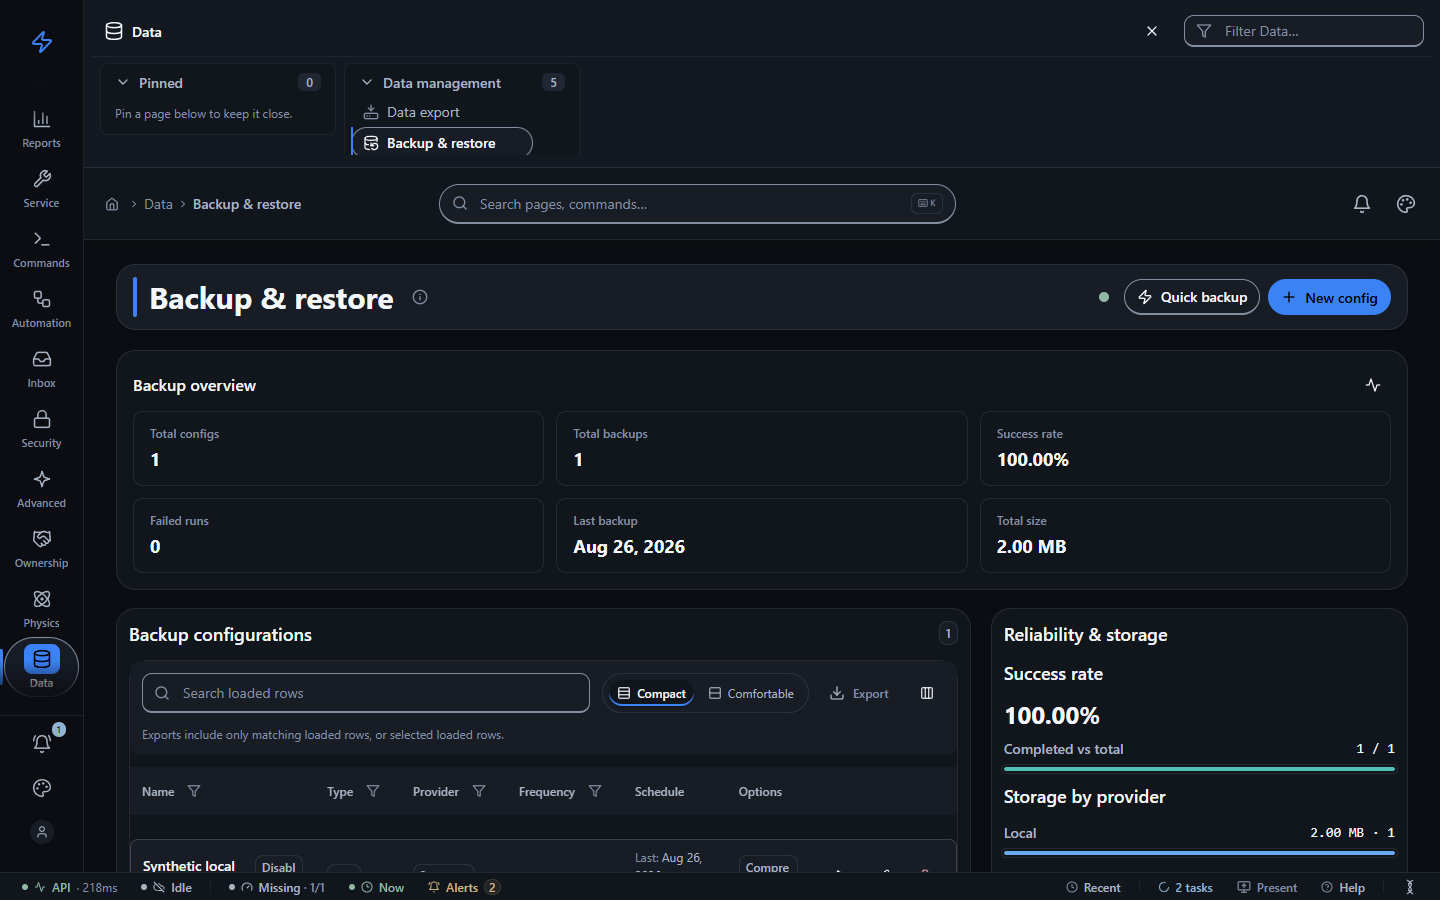 Data
Filter Data...
Pinned 0
Pin a page below to keep it close.
Data management 5
Data export
Backup & restore
Reports
Service
Commands
Automation
Inbox
Security
Advanced
Ownership
Physics
Data
1
Data
Backup & restore
Search pages, commands...
K
Backup & restore
Quick backup
New config
Backup overview
Total configs
1
Total backups
1
Success rate
100.00%
Failed runs
0
Last backup
Aug 26, 2026
Total size
2.00 MB
Backup configurations 1
Search loaded rows
Compact
Comfortable
Export
Exports include only matching loaded rows, or selected loaded rows.
Name Type Provider Frequency Schedule Options
Synthetic local
Disabl
Last: Aug 26,
Compre
Reliability & storage
Success rate
100.00%
Completed vs total 1 / 1
Storage by provider
Local 2.00 MB · 1
API · 218ms
Idle
Missing · 1/1
Now
Alerts 2
Recent
2 tasks
Present
Help